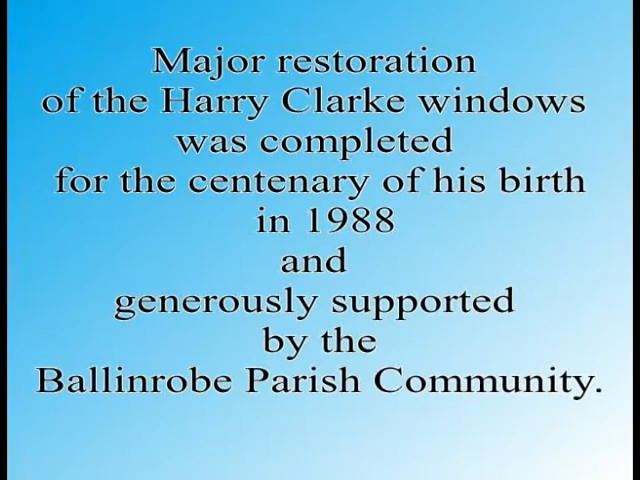 Major restoration
of the Harry Clarke windows
was completed
for the centenary of his birth
in 1988
and
generously supported
by the
Ballinrobe Parish Community.